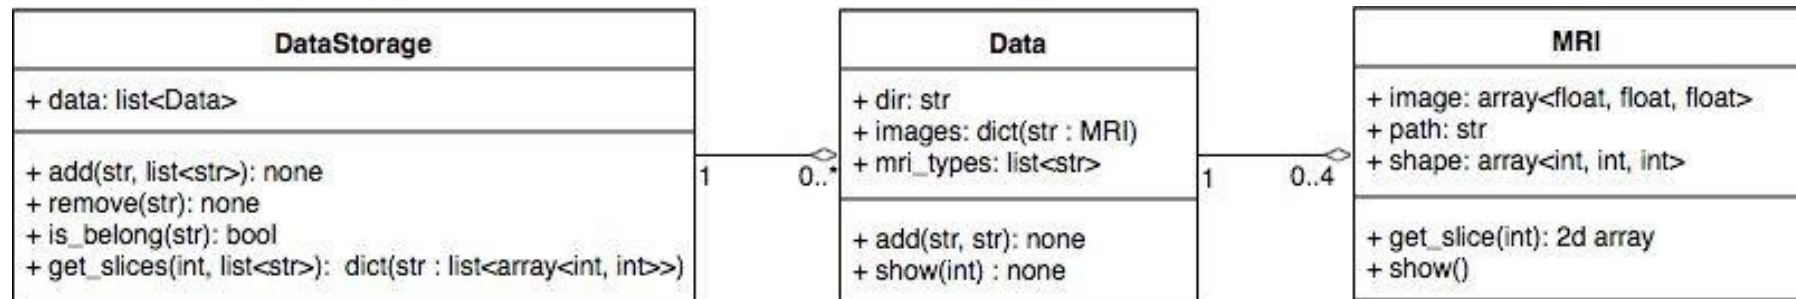 DataStorage
+ data: list<Data>
+ add(str, list<str>): none
+ remove(str): none
+ is_belong(str): bool
+ get_slices(int, list<str>): dict(str : list<array<int, int>>)
1
0..*
Data
+ dir: str
+ images: dict(str : MRI)
+ mri_types: list<str>
+ add(str, str): none
+ show(int) : none
1
0..4
MRI
+ image: array<float, float, float>
+ path: str
+ shape: array<int, int, int>
+ get_slice(int): 2d array
+ show()